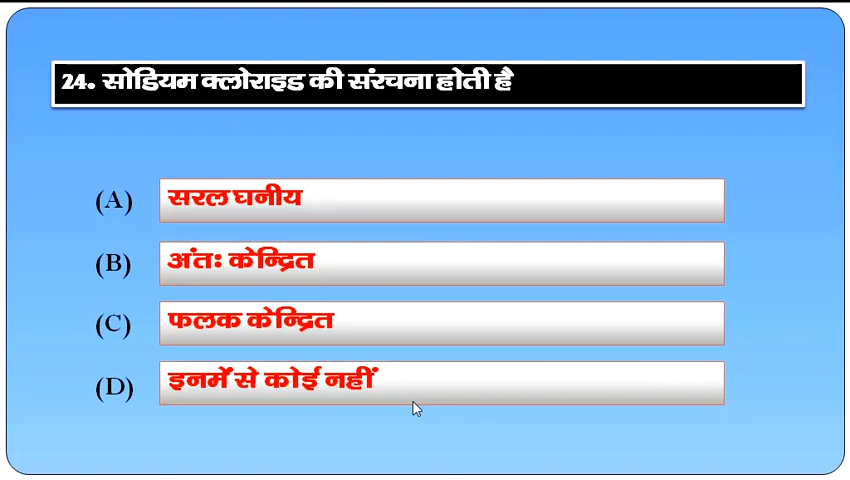 24. सोडियम क्लोराइड की संरचना होती है
(A) सरल घनीय
(B) अंतः केन्द्रित
(C) फलक केन्द्रित
(D) इनमें से कोई नहीं